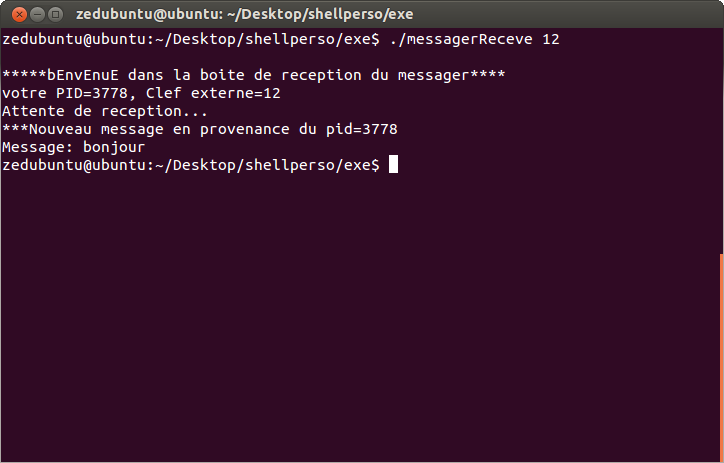 zedubuntu@ubuntu: ~/Desktop/shellperso/exe
zedubuntu@ubuntu:~/Desktop/shellperso/exe$ ./messagerReceve 12
*****bEnvEnuE dans la boite de reception du messager****
votre PID=3778, Clef externe=12
Attente de reception...
***Nouveau message en provenance du pid=3778
Message: bonjour
zedubuntu@ubuntu:~/Desktop/shellperso/exe$